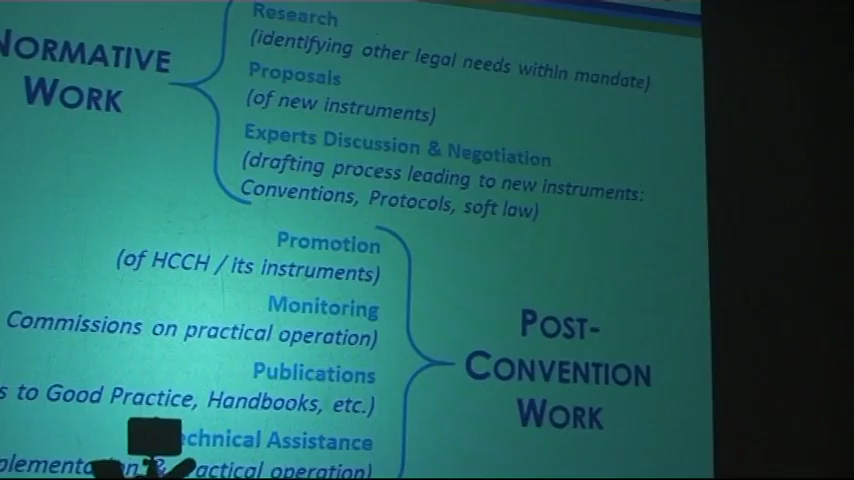 NORMATIVE
WORK
Research
(identifying other legal needs within mandate)
Proposals
(of new instruments)
Experts Discussion & Negotiation
(drafting process leading to new instruments:
Conventions, Protocols, soft law)
Promotion
(of HCCH / its instruments)
Monitoring
Commissions on practical operation)
Publications
to Good Practice, Handbooks, etc.)
Technical Assistance
& practical operation)
POST-
CONVENTION
WORK